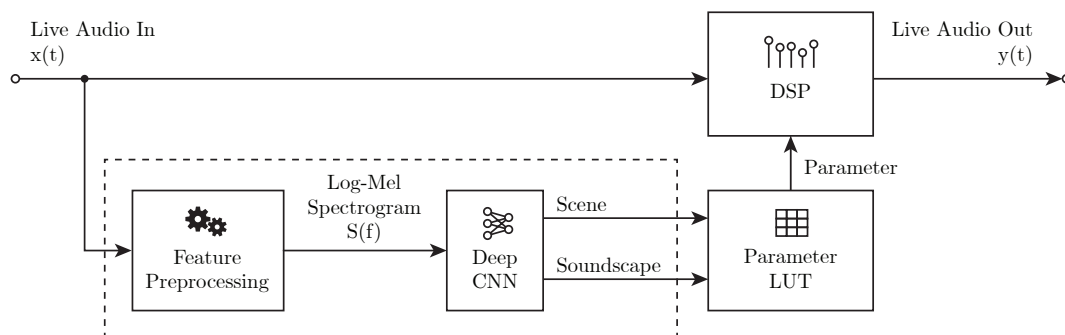 Live Audio In
x(t)
DSP
Live Audio Out
y(t)
Parameter
Feature
Preprocessing
Log-Mel
Spectrogram
S(f)
Deep
CNN
Scene
Soundscape
Parameter
LUT